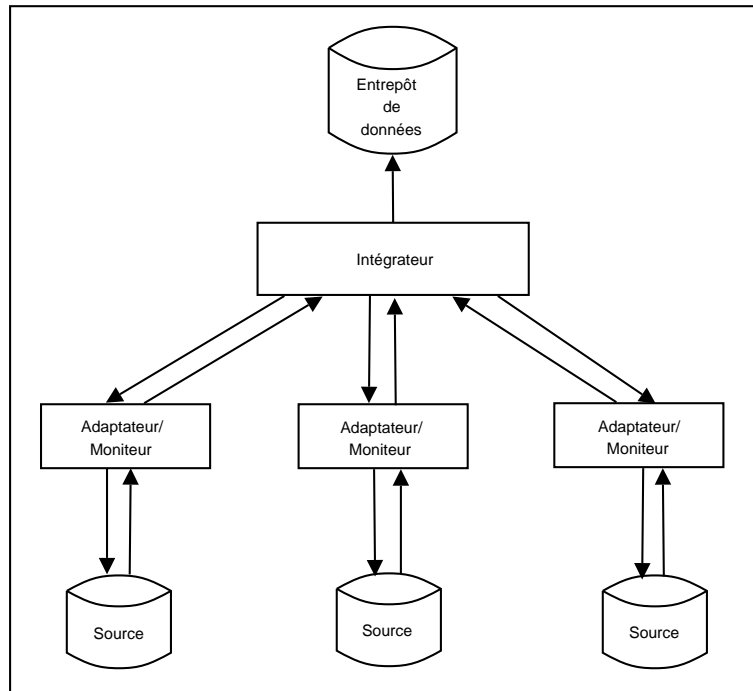 Entrepôt
de
données
Intégrateur
Adaptateur/
Moniteur
Adaptateur/
Moniteur
Adaptateur/
Moniteur
Source
Source
Source